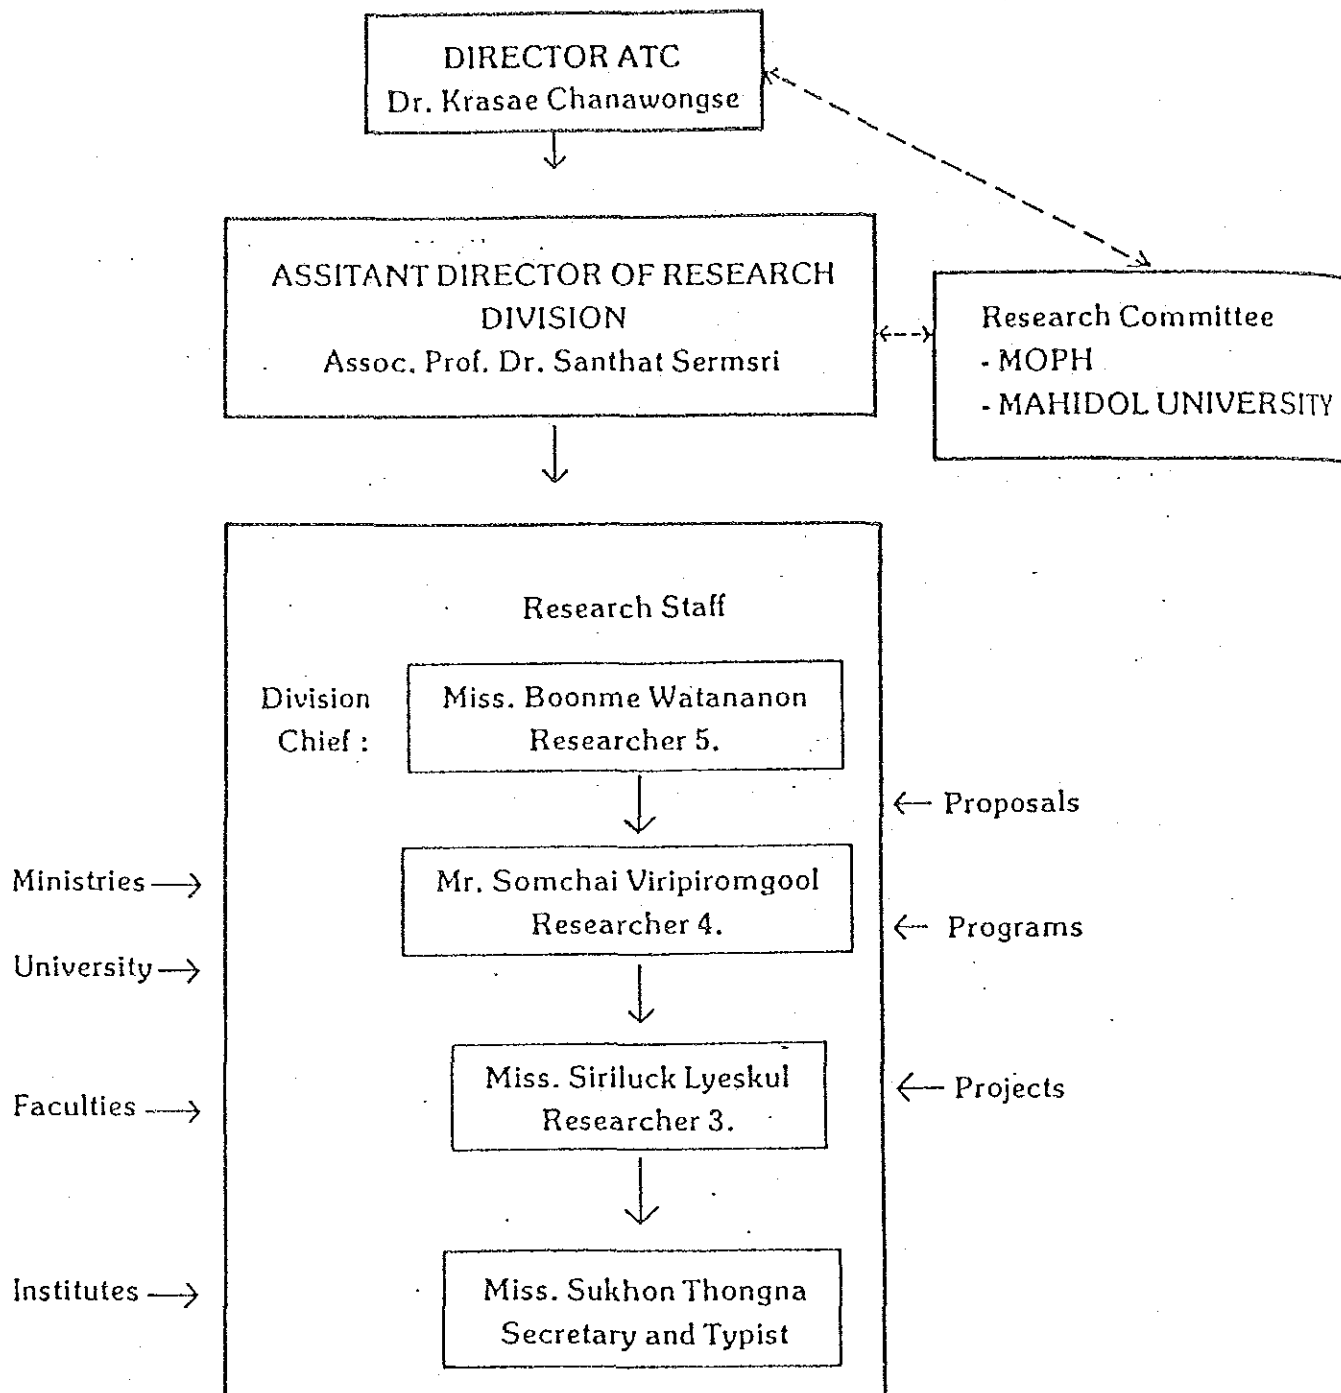 DIRECTOR ATC
Dr. Krasae Chanawongse
ASSITANT DIRECTOR OF RESEARCH
DIVISION
Assoc. Prof. Dr. Santhat Sermsri
Research Committee
- MOPH
- MAHIDOL UNIVERSITY
Research Staff
Division
Chief :
Miss. Boonme Watananon
Researcher 5.
Proposals
Ministries
Mr. Somchai Viripiromgool
Researcher 4.
Programs
University
Miss. Siriluck Lyeskul
Researcher 3.
Projects
Faculties
Institutes
Miss. Sukhon Thongna
Secretary and Typist